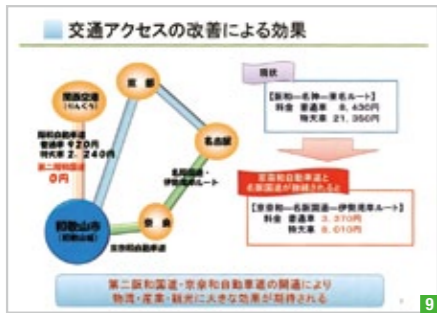 交通アクセスの改善による効果
京都
関西空港
(りんくう)
阪和自動車道
普通車 920円
特大車 2,240円
第二阪和国道
0円
名古屋
名阪国道・
伊勢湾岸ルート
奈良
和歌山市
(和歌山城)
京奈和自動車道
現状
【阪和―名神―東名ルート】
料金 普通車 8,430円
特大車 21,350円
京奈和自動車道と
名阪国道が接続されると
【京奈和―名阪国道―伊勢湾岸ルート】
料金 普通車 3,370円
特大車 8,010円
第二阪和国道・京奈和自動車道の開通により
物流・産業・観光に大きな効果が期待される
9